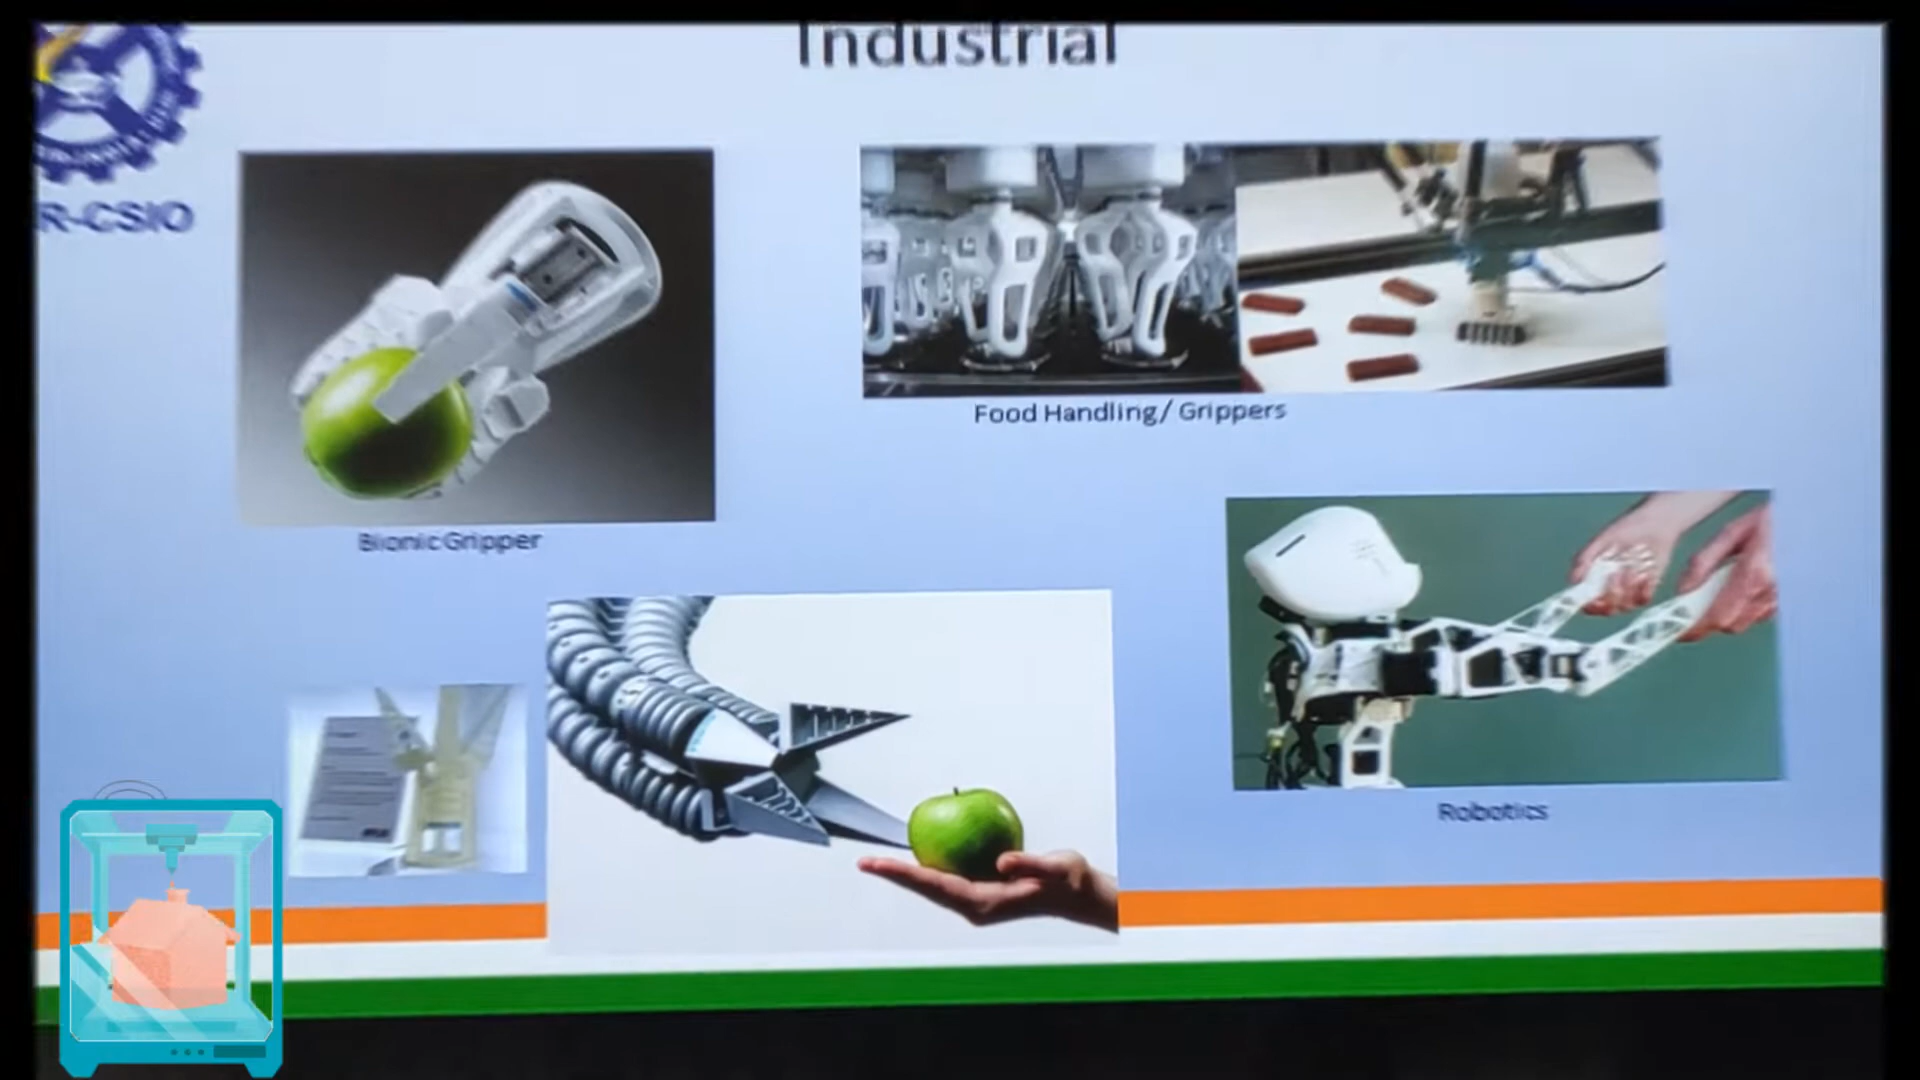 Industrial
R-CSIO
Food Handling/ Grippers
Bionic Gripper
Robotics